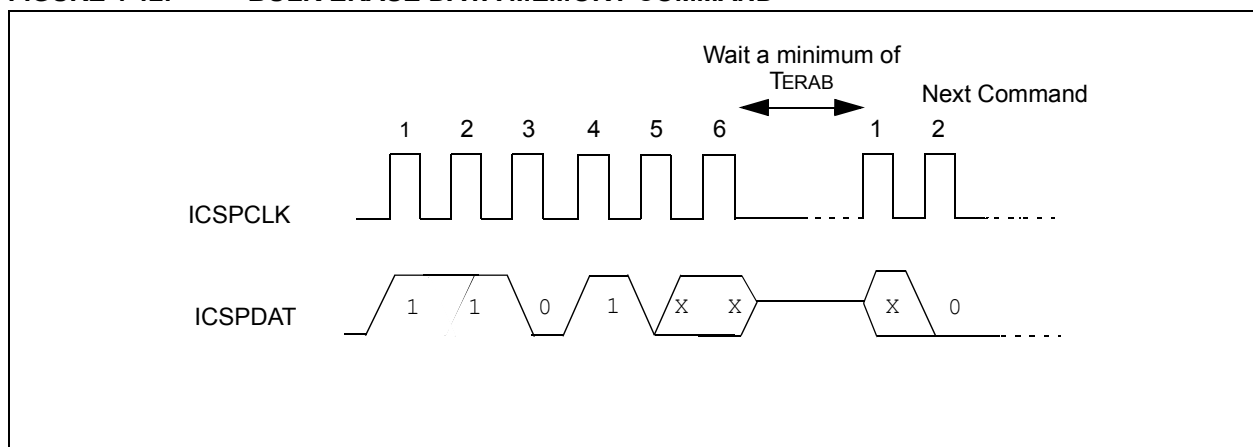 Wait a minimum of
TERAB
Next Command
1 2 3 4 5 6 1 2
ICSPCLK
ICSPDAT
1 1 0 1 X X X 0